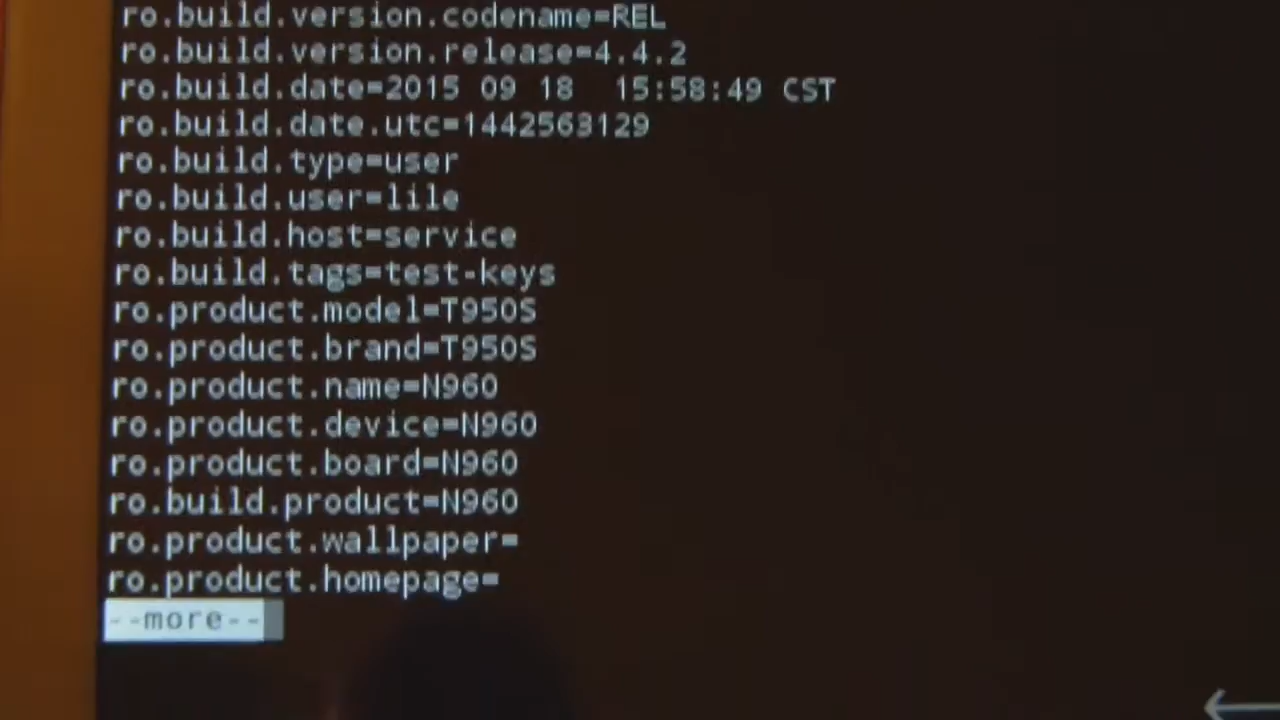 ro.build.version.codename=REL
ro.build.version.release=4.4.2
ro.build.date=2015 09 18  15:58:49 CST
ro.build.date.utc=1442563129
ro.build.type=user
ro.build.user=lile
ro.build.host=service
ro.build.tags=test-keys
ro.product.model=T950S
ro.product.brand=T950S
ro.product.name=N960
ro.product.device=N960
ro.product.board=N960
ro.build.product=N960
ro.product.wallpaper=
ro.product.homepage=
--more--